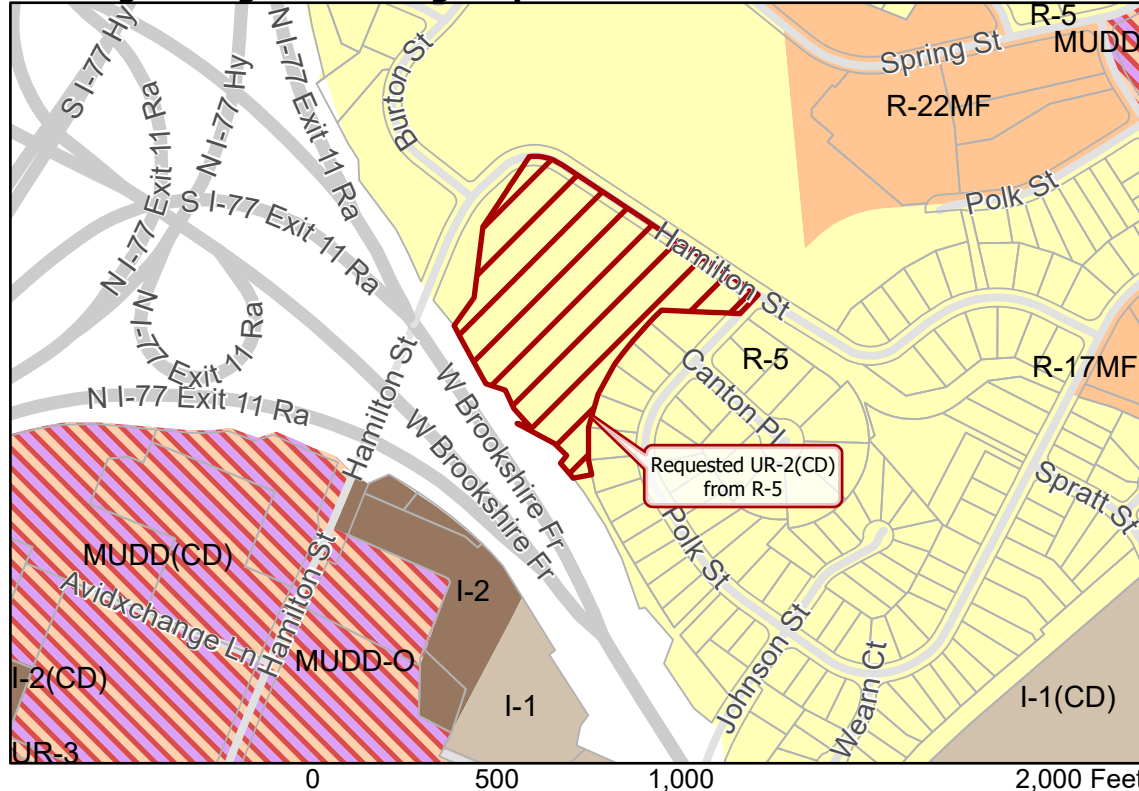 R-5
MUDD
Spring St
S I-77 Hy
N I-77 Hy
N I-77 Exit 11 Ra
Burton St
R-22MF
N I-77 Exit 11 Ra
S I-77 Exit 11 Ra
Polk St
Hamilton St
N I-77 Exit 11 Ra
R-5
R-17MF
Canton Pl
N I-77 Exit 11 Ra
Hamilton St
W Brookshire Fr
W Brookshire Fr
Requested UR-2(CD)
from R-5
Spratt St
Polk St
MUDD(CD)
I-2
Avidxchange Ln
Hamilton St
Johnson St
MUDD-O
Wearn Ct
I-2(CD)
I-1
I-1(CD)
UR-3
0 500 1,000 2,000 Feet